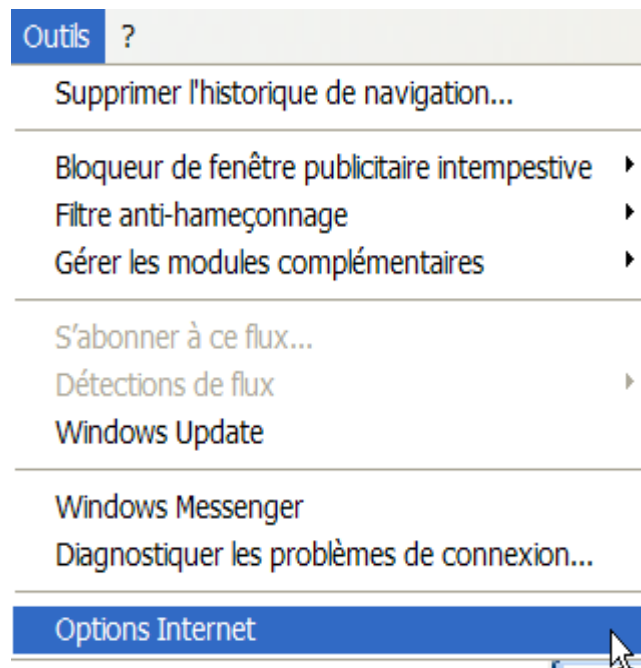 Outils ?
Supprimer l'historique de navigation...
Bloqueur de fenêtre publicitaire intempestive
Filtre anti-hameçonnage
Gérer les modules complémentaires
S’abonner à ce flux...
Détections de flux
Windows Update
Windows Messenger
Diagnostiquer les problèmes de connexion...
Options Internet